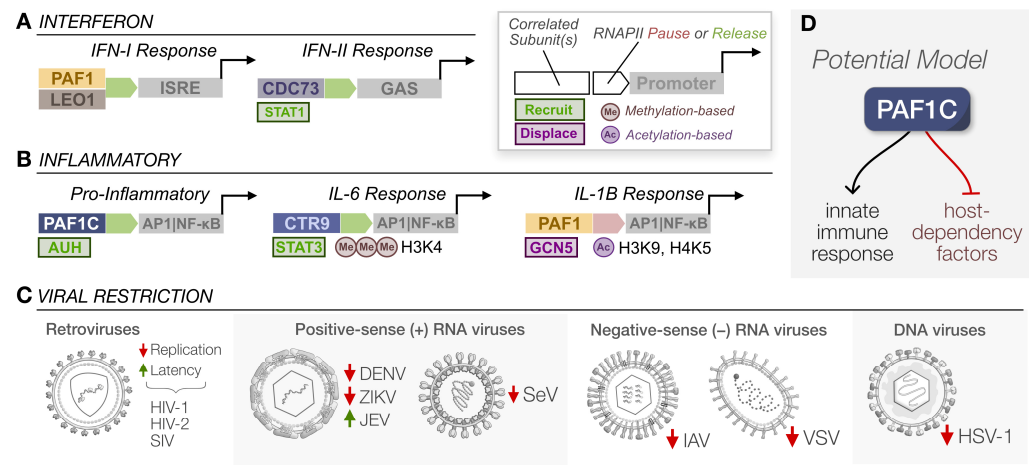 A INTERFERON
IFN-I Response
PAF1
LEO1
ISRE
IFN-II Response
CDC73
GAS
STAT1
Correlated
Subunit(s)
RNAPII Pause or Release
Promoter
Recruit
Me Methylation-based
Displace
Ac Acetylation-based
B INFLAMMATORY
Pro-Inflammatory
PAF1C
AP1|NF-κB
AUH
IL-6 Response
CTR9
AP1|NF-κB
STAT3
Me Me Me H3K4
IL-1B Response
PAF1
AP1|NF-κB
GCN5
Ac H3K9, H4K5
C VIRAL RESTRICTION
Retroviruses
Replication
Latency
HIV-1
HIV-2
SIV
Positive-sense (+) RNA viruses
DENV
ZIKV
JEV
SeV
Negative-sense (–) RNA viruses
IAV
VSV
DNA viruses
HSV-1
D
Potential Model
PAF1C
innate
immune
response
host-
dependency
factors